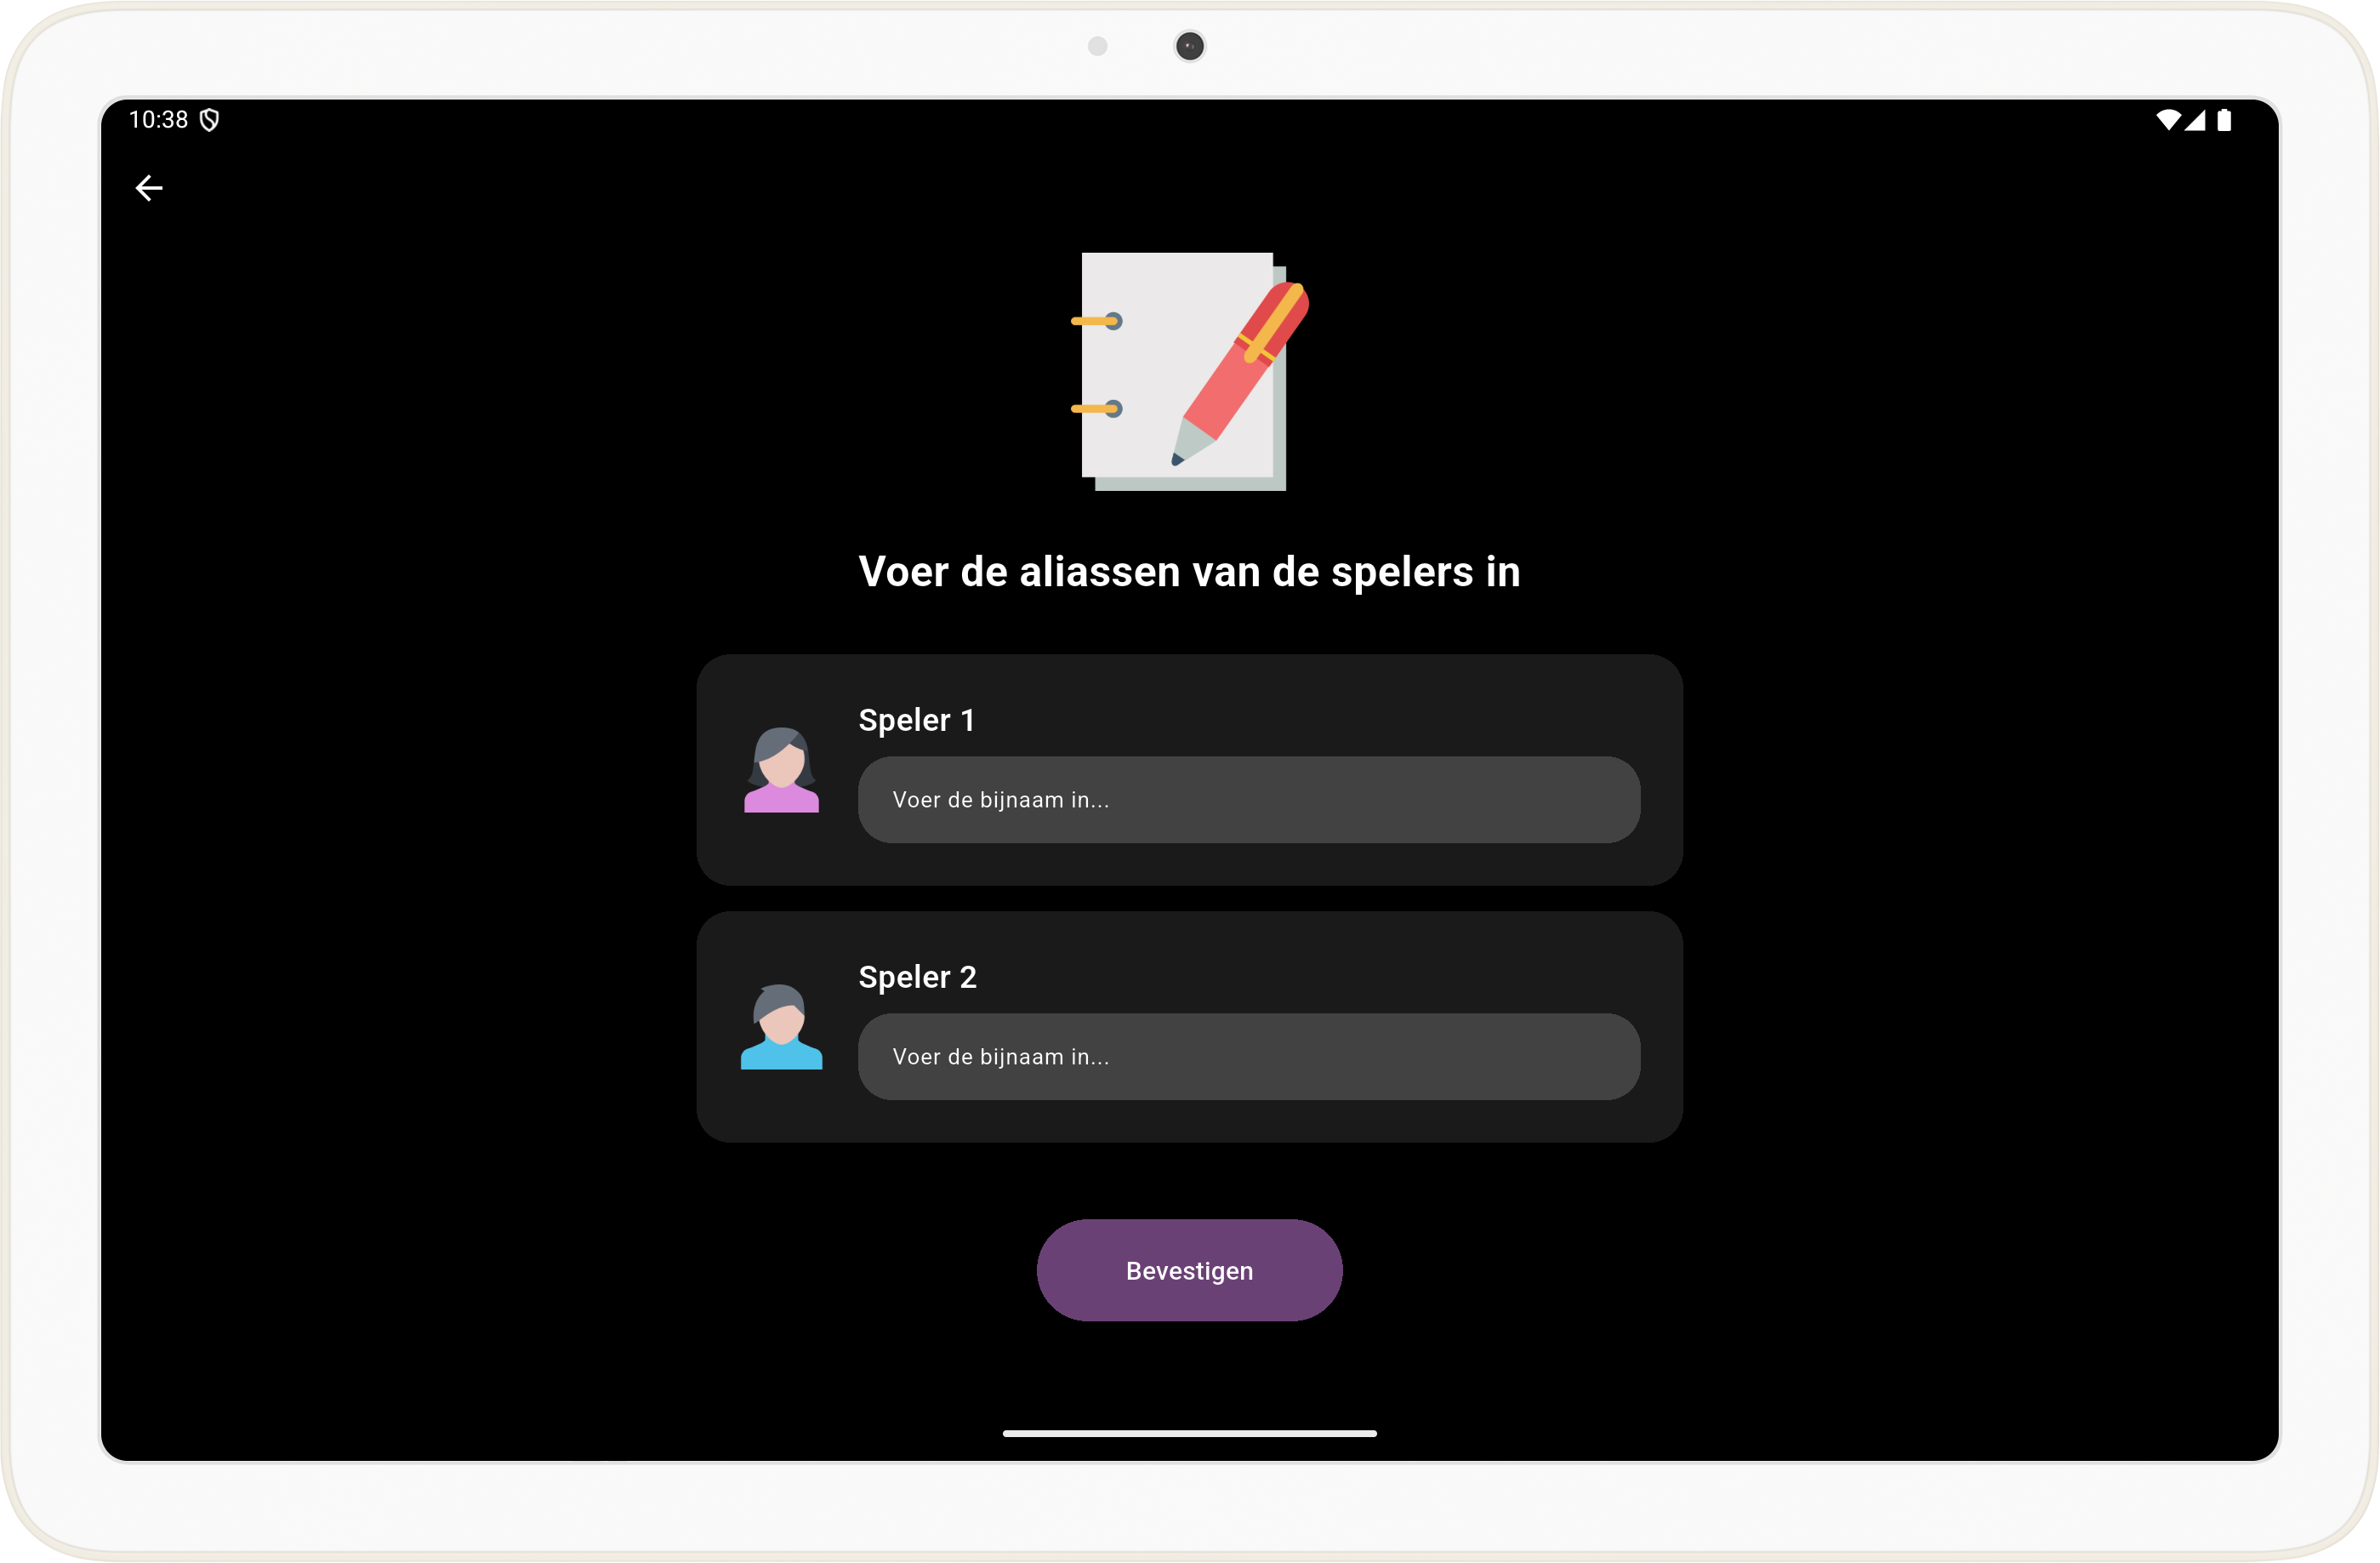 10:38
Voer de aliassen van de spelers in
Speler 1
Voer de bijnaam in...
Speler 2
Voer de bijnaam in...
Bevestigen